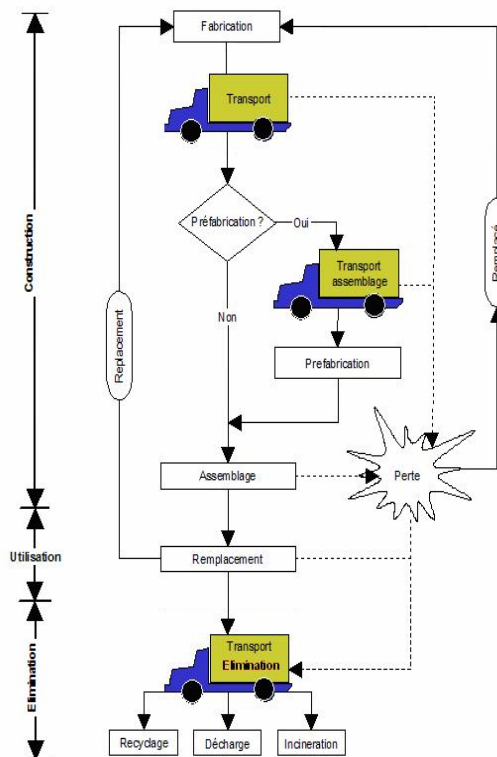 Fabrication
Transport
Préfabrication ?
Oui
Transport
assemblage
Non
Prefabrication
Assemblage
Perte
Remplacement
Transport
Elimination
Recyclage
Décharge
Incineration
Construction
Utilisation
Elimination
Replacement
Remplacé